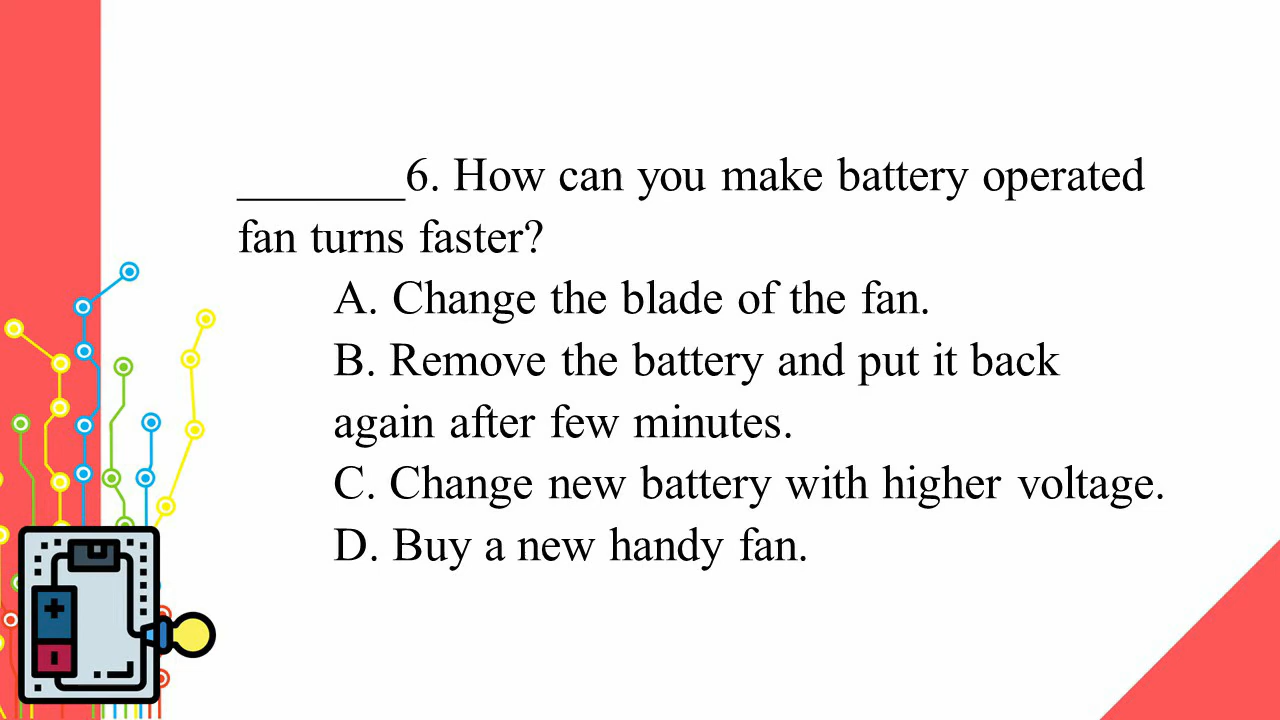 _______6. How can you make battery operated
fan turns faster?
A. Change the blade of the fan.
B. Remove the battery and put it back
again after few minutes.
C. Change new battery with higher voltage.
D. Buy a new handy fan.